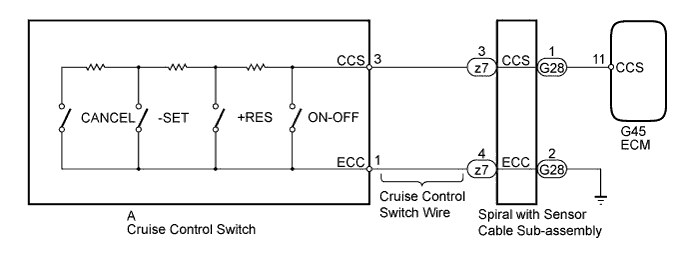 CCS 3
3 z7
CCS
1 G28
11 CCS
G45
ECM
CANCEL
-SET
+RES
ON-OFF
ECC 1
4 z7
ECC
2 G28
A
Cruise Control Switch
Cruise Control
Switch Wire
Spiral with Sensor
Cable Sub-assembly